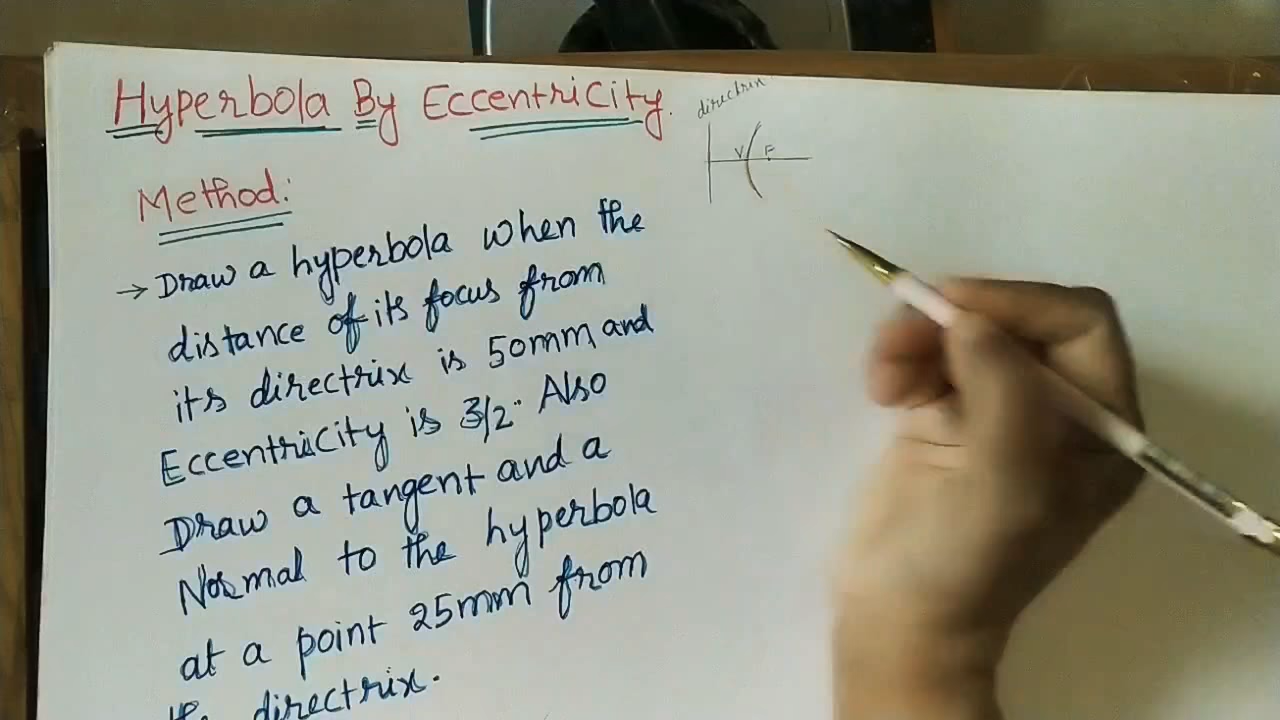 Hyperbola By Eccentricity
Method:
→ Draw a hyperbola when the
distance of its focus from
its directrix is 50mm and
Eccentricity is 3/2. Also
Draw a tangent and a
Normal to the hyperbola
at a point 25mm from
directrix.
directrix
V F